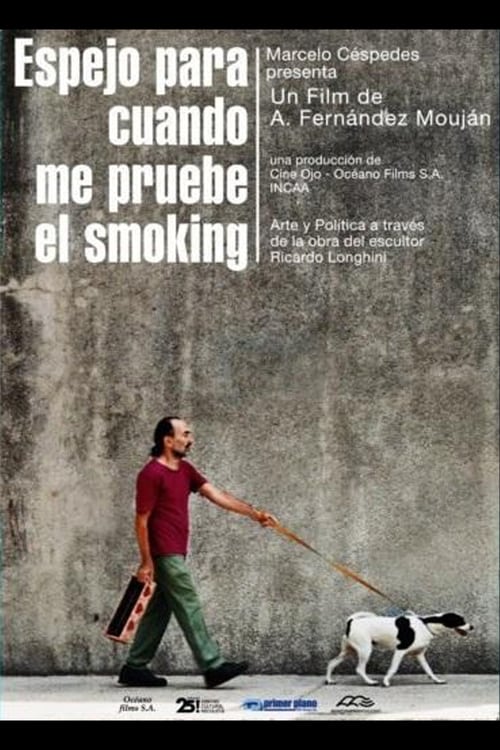 Espejo para
cuando
me pruebe
el smoking
Marcelo Céspedes
presenta
Un Film de
A. Fernández Mouján
una producción de
Cine Ojo - Océano Films S.A.
INCAA
Arte y Política a través
de la obra del escultor
Ricardo Longhini
Océano
films S.A.
25!
primer plano